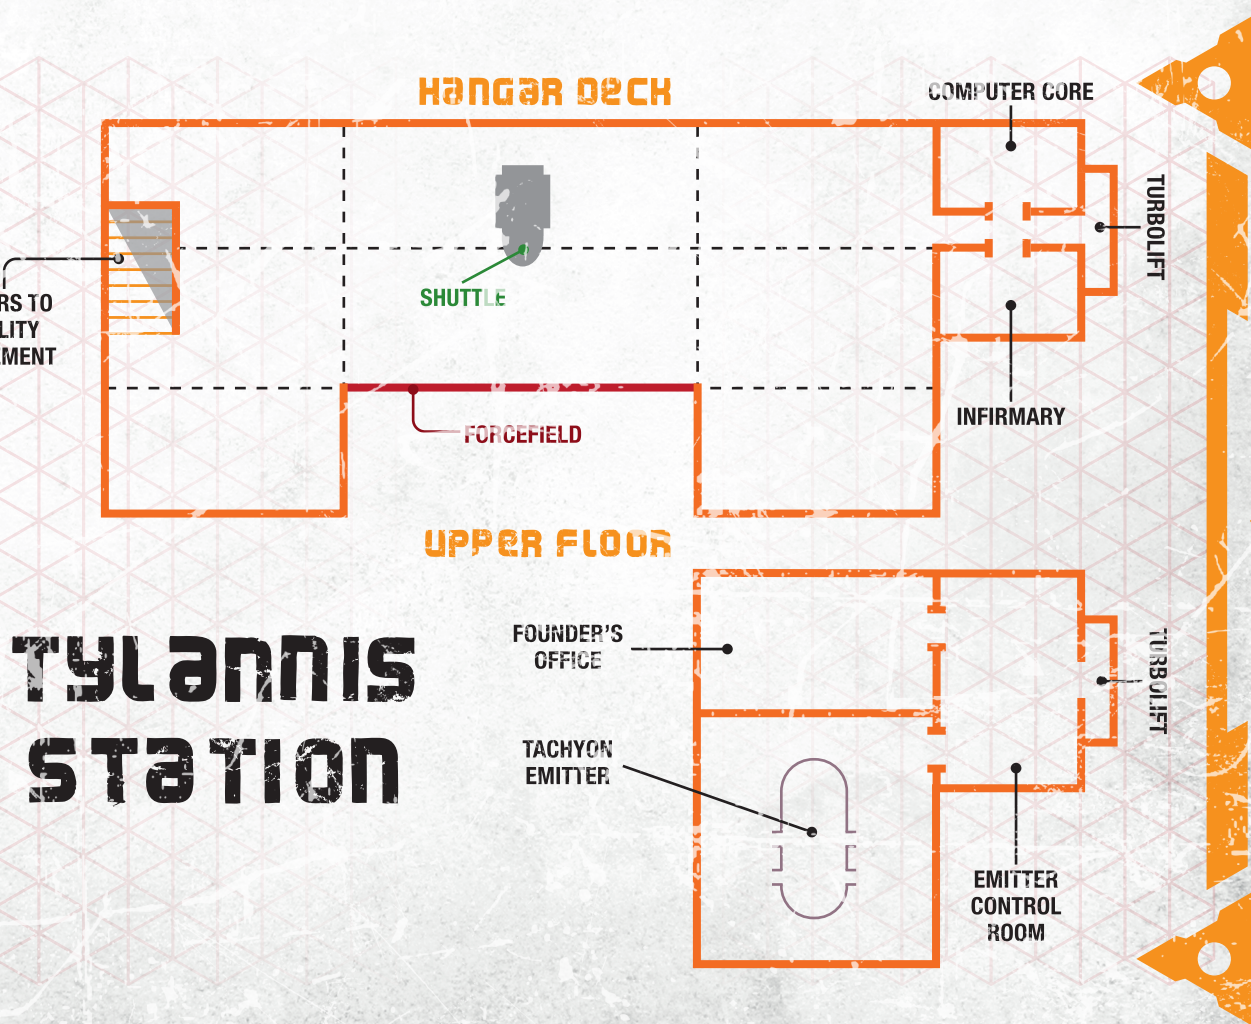 HANGAR DECK
COMPUTER CORE
TURBOLIFT
SHUTTLE
RS TO
LITY
EMENT
FORCEFIELD
INFIRMARY
UPPER FLOOR
TYLANNIS
STATION
FOUNDER'S
OFFICE
TURBOLIFT
TACHYON
EMITTER
EMITTER
CONTROL
ROOM